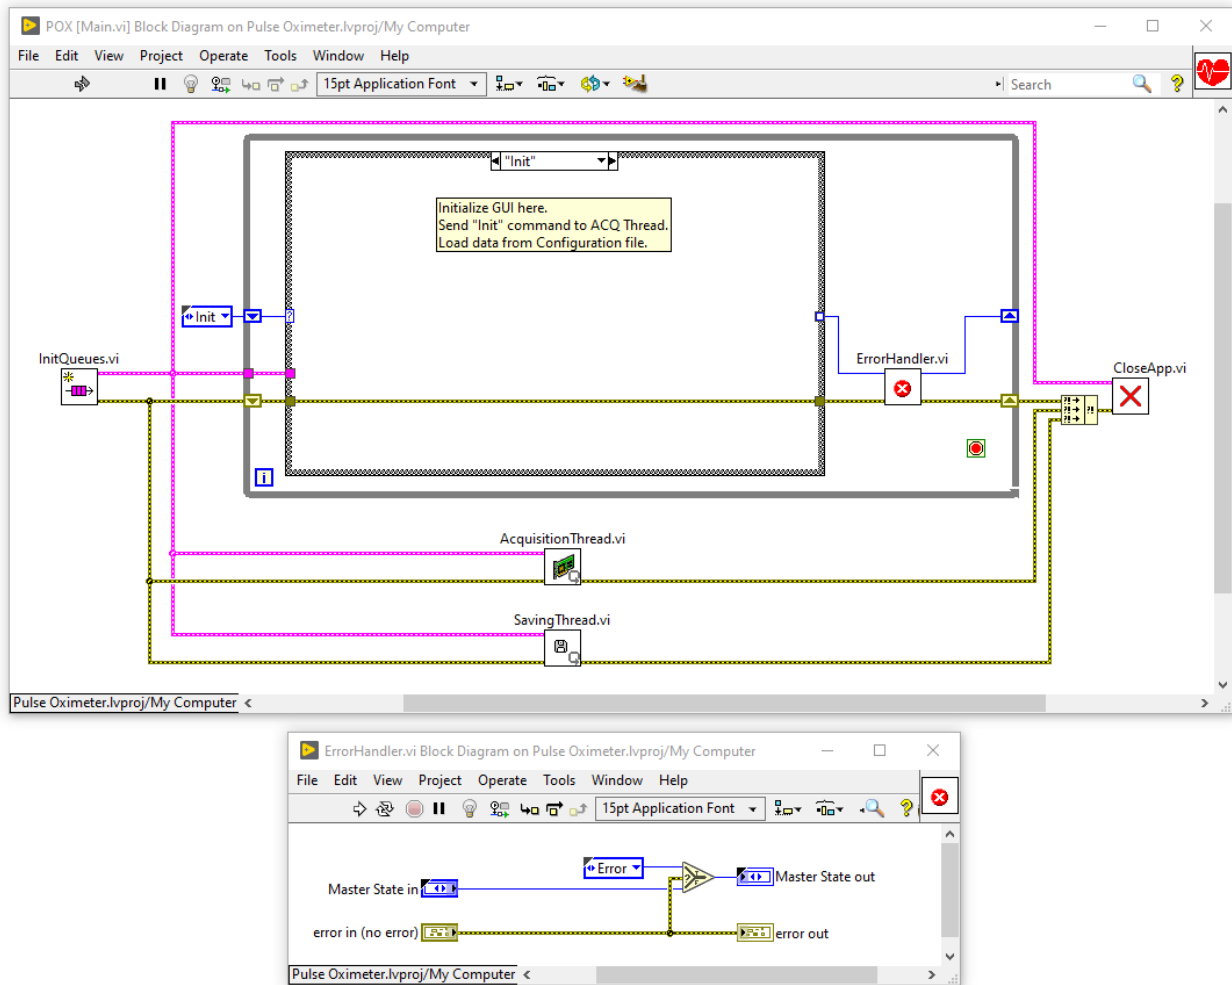 POX [Main.vi] Block Diagram on Pulse Oximeter.lvproj/My Computer
File Edit View Project Operate Tools Window Help
15pt Application Font
Search
"Init"
Initialize GUI here.
Send "Init" command to ACQ Thread.
Load data from Configuration file.
Init
InitQueues.vi
ErrorHandler.vi
CloseApp.vi
i
AcquisitionThread.vi
SavingThread.vi
Pulse Oximeter.lvproj/My Computer
ErrorHandler.vi Block Diagram on Pulse Oximeter.lvproj/My Computer
File Edit View Project Operate Tools Window Help
15pt Application Font
Error
Master State in
Master State out
error in (no error)
error out
Pulse Oximeter.lvproj/My Computer